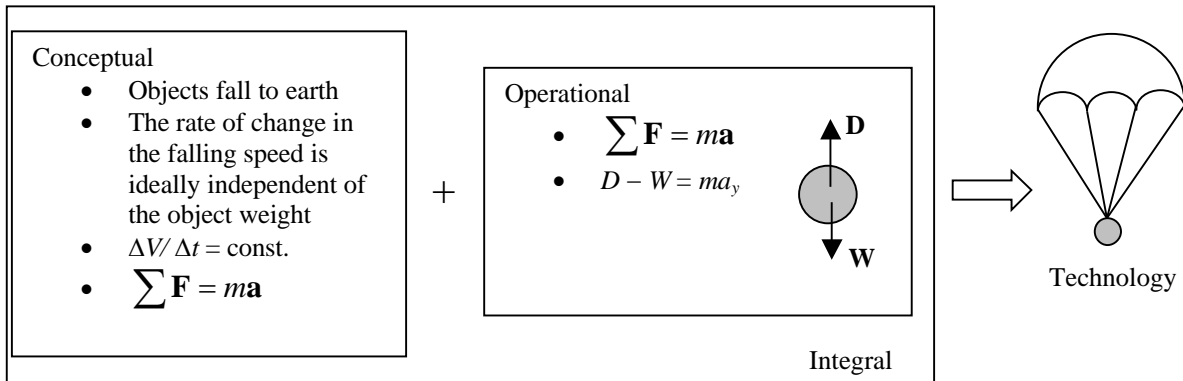 Conceptual
• Objects fall to earth
• The rate of change in
the falling speed is
ideally independent of
the object weight
• ΔV/ Δt = const.
• ∑ F = ma
+
Operational
• ∑ F = ma
• D – W = maᵧ
D
W
Integral
Technology